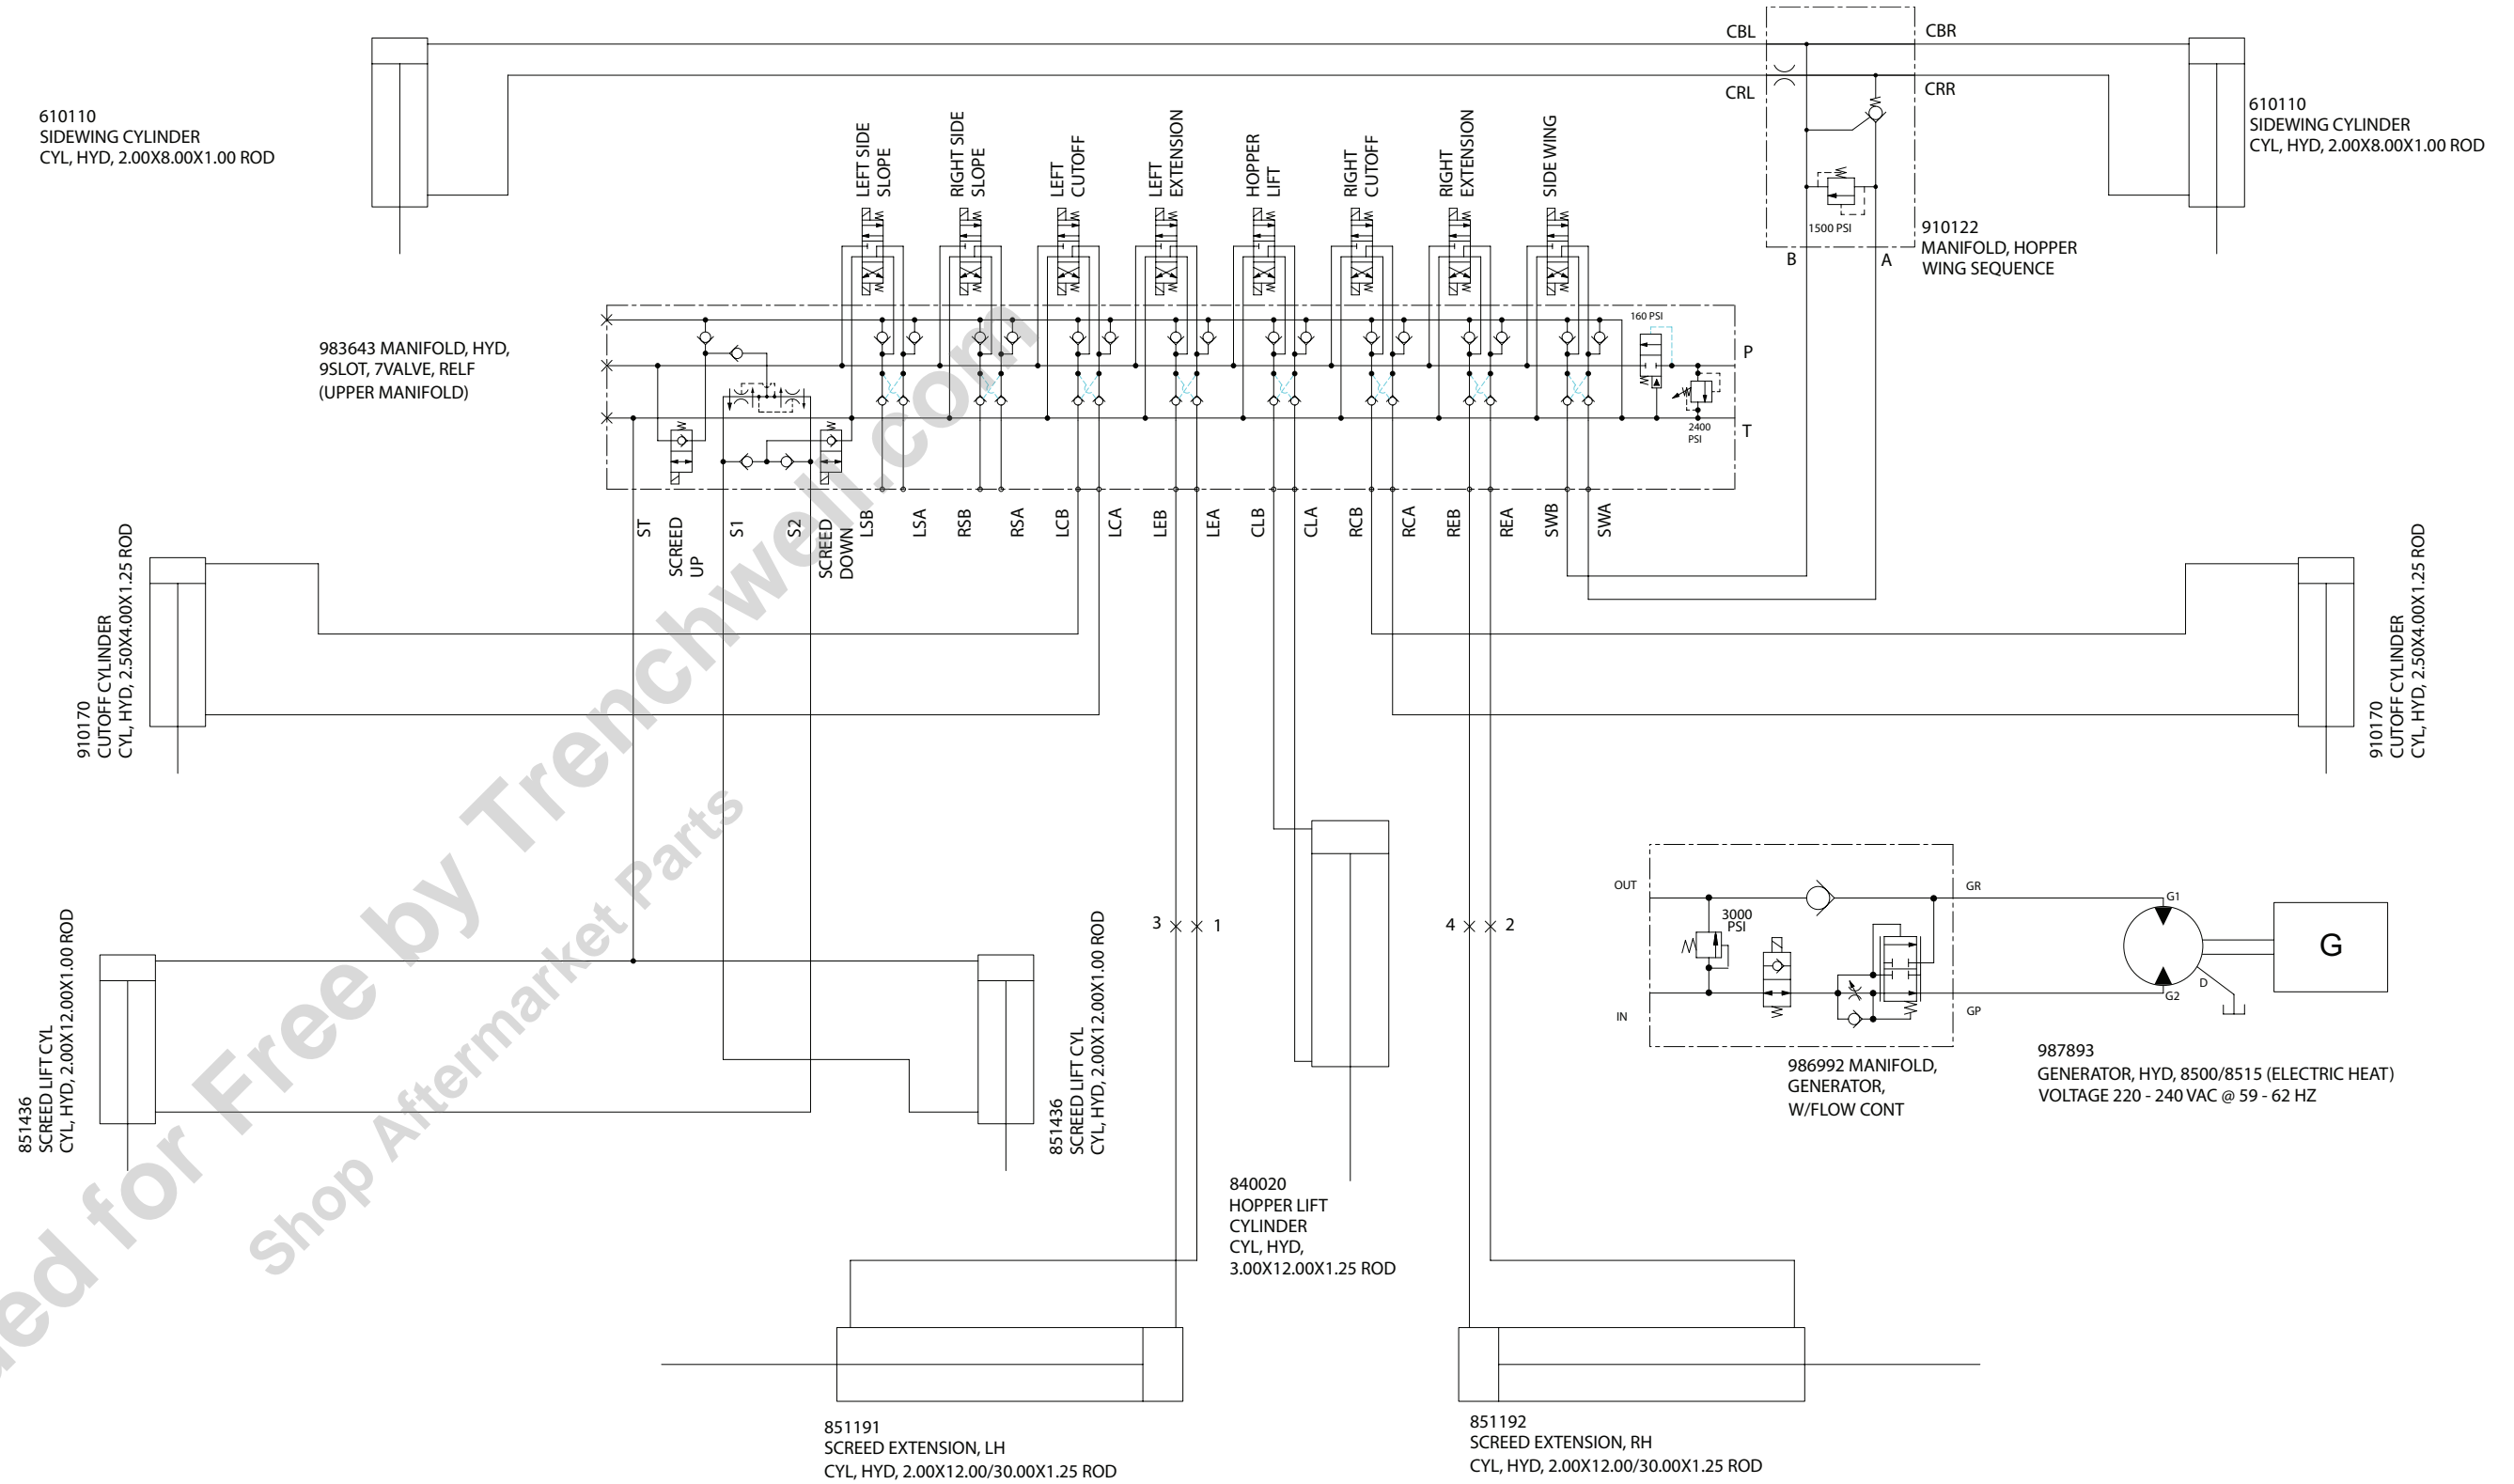 CBL
CBR
CRL
CRR
610110
SIDEWING CYLINDER
CYL, HYD, 2.00X8.00X1.00 ROD
610110
SIDEWING CYLINDER
CYL, HYD, 2.00X8.00X1.00 ROD
LEFT SIDE
SLOPE
RIGHT SIDE
SLOPE
LEFT
CUTOFF
LEFT
EXTENSION
HOPPER
LIFT
RIGHT
CUTOFF
RIGHT
EXTENSION
SIDE WING
1500 PSI
B
A
910122
MANIFOLD, HOPPER
WING SEQUENCE
983643 MANIFOLD, HYD,
9SLOT, 7VALVE, RELF
(UPPER MANIFOLD)
160 PSI
P
2400
PSI
T
ST
SCREED
UP
S1
S2
SCREED
DOWN
LSB
LSA
RSB
RSA
LCB
LCA
LEB
LEA
CLB
CLA
RCB
RCA
REB
REA
SWB
SWA
910170
CUTOFF CYLINDER
CYL, HYD, 2.50X4.00X1.25 ROD
910170
CUTOFF CYLINDER
CYL, HYD, 2.50X4.00X1.25 ROD
851436
SCREED LIFT CYL
CYL, HYD, 2.00X12.00X1.00 ROD
851436
SCREED LIFT CYL
CYL, HYD, 2.00X12.00X1.00 ROD
3
1
4
2
OUT
3000
PSI
GR
G1
G
IN
GP
G2
D
986992 MANIFOLD,
GENERATOR,
W/FLOW CONT
987893
GENERATOR, HYD, 8500/8515 (ELECTRIC HEAT)
VOLTAGE 220 - 240 VAC @ 59 - 62 HZ
840020
HOPPER LIFT
CYLINDER
CYL, HYD,
3.00X12.00X1.25 ROD
851191
SCREED EXTENSION, LH
CYL, HYD, 2.00X12.00/30.00X1.25 ROD
851192
SCREED EXTENSION, RH
CYL, HYD, 2.00X12.00/30.00X1.25 ROD
for Free by Trenchwell.com
Shop Aftermarket Parts